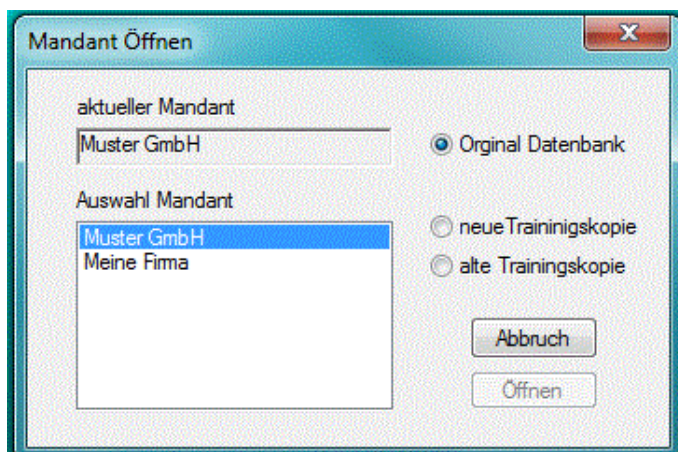 Mandant Öffnen
X
aktueller Mandant
Muster GmbH
Orginal Datenbank
Auswahl Mandant
Muster GmbH
Meine Firma
neueTraininigskopie
alte Trainingskopie
Abbruch
Öffnen